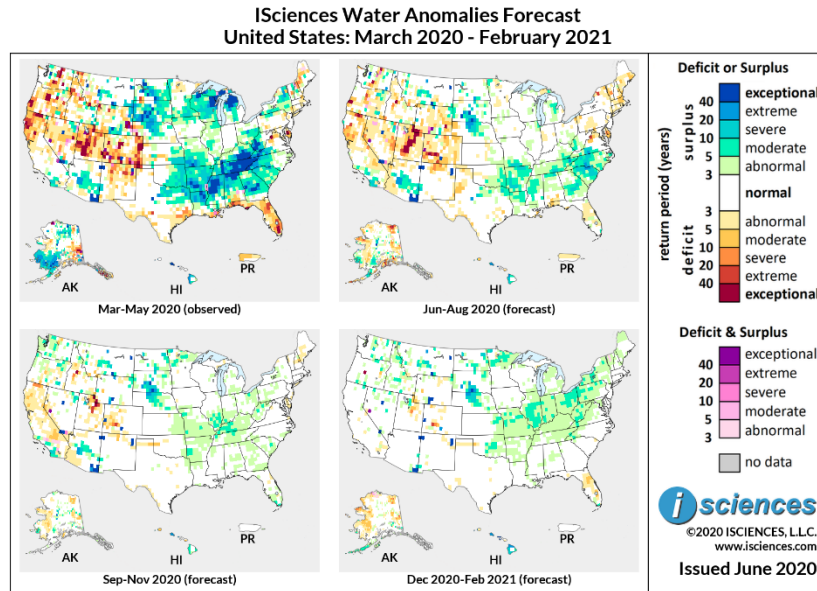 ISciences Water Anomalies Forecast
United States: March 2020 - February 2021
AK
HI
PR
Mar-May 2020 (observed)
AK
HI
PR
Jun-Aug 2020 (forecast)
AK
HI
PR
Sep-Nov 2020 (forecast)
AK
HI
PR
Dec 2020-Feb 2021 (forecast)
Deficit or Surplus
return period (years)
surplus
deficit
exceptional
40
extreme
20
severe
10
moderate
5
abnormal
3
normal
3
abnormal
5
moderate
10
severe
20
extreme
40
exceptional
Deficit & Surplus
exceptional
40
extreme
20
severe
10
moderate
5
abnormal
3
no data
i sciences
©2020 ISCIENCES, L.L.C.
www.isciences.com
Issued June 2020